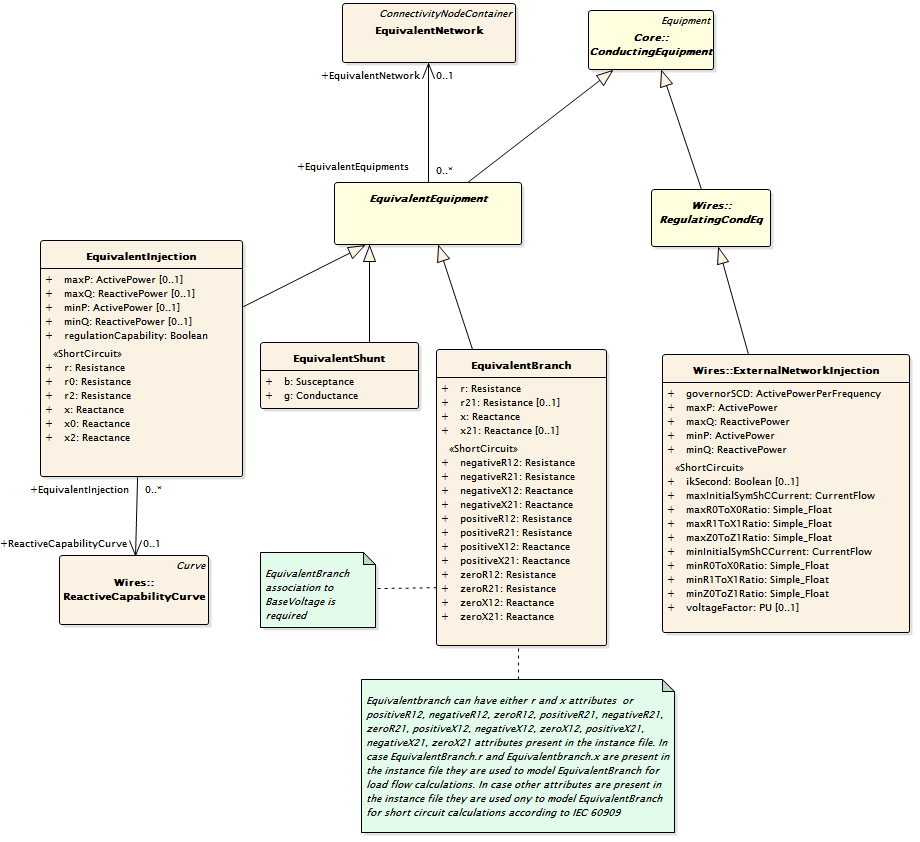 ConnectivityNodeContainer
EquivalentNetwork
Equipment
Core::
ConductingEquipment
+EquivalentNetwork
0..1
+EquivalentEquipments
0..*
EquivalentEquipment
Wires::
RegulatingCondEq
EquivalentInjection
+ maxP: ActivePower [0..1]
+ maxQ: ReactivePower [0..1]
+ minP: ActivePower [0..1]
+ minQ: ReactivePower [0..1]
+ regulationCapability: Boolean
«ShortCircuit»
+ r: Resistance
+ r0: Resistance
+ r2: Resistance
+ x: Reactance
+ x0: Reactance
+ x2: Reactance
EquivalentShunt
+ b: Susceptance
+ g: Conductance
EquivalentBranch
+ r: Resistance
+ r21: Resistance [0..1]
+ x: Reactance
+ x21: Reactance [0..1]
«ShortCircuit»
+ negativeR12: Resistance
+ negativeR21: Resistance
+ negativeX12: Reactance
+ negativeX21: Reactance
+ positiveR12: Resistance
+ positiveR21: Resistance
+ positiveX12: Reactance
+ positiveX21: Reactance
+ zeroR12: Resistance
+ zeroR21: Resistance
+ zeroX12: Reactance
+ zeroX21: Reactance
Wires::ExternalNetworkInjection
+ governorSCD: ActivePowerPerFrequency
+ maxP: ActivePower
+ maxQ: ReactivePower
+ minP: ActivePower
+ minQ: ReactivePower
«ShortCircuit»
+ ikSecond: Boolean [0..1]
+ maxInitialSymShCCurrent: CurrentFlow
+ maxR0ToX0Ratio: Simple_Float
+ maxR1ToX1Ratio: Simple_Float
+ maxZ0ToZ1Ratio: Simple_Float
+ minInitialSymShCCurrent: CurrentFlow
+ minR0ToX0Ratio: Simple_Float
+ minR1ToX1Ratio: Simple_Float
+ minZ0ToZ1Ratio: Simple_Float
+ voltageFactor: PU [0..1]
+EquivalentInjection
0..*
+ReactiveCapabilityCurve
0..1
Curve
Wires::
ReactiveCapabilityCurve
EquivalentBranch
association to
BaseVoltage is
required
Equivalentbranch can have either r and x attributes or
positiveR12, negativeR12, zeroR12, positiveR21, negativeR21,
zeroR21, positiveX12, negativeX12, zeroX12, positiveX21,
negativeX21, zeroX21 attributes present in the instance file. In
case EquivalentBranch.r and Equivalentbranch.x are present in
the instance file they are used to model EquivalentBranch for
load flow calculations. In case other attributes are present in
the instance file they are used ony to model EquivalentBranch
for short circuit calculations according to IEC 60909